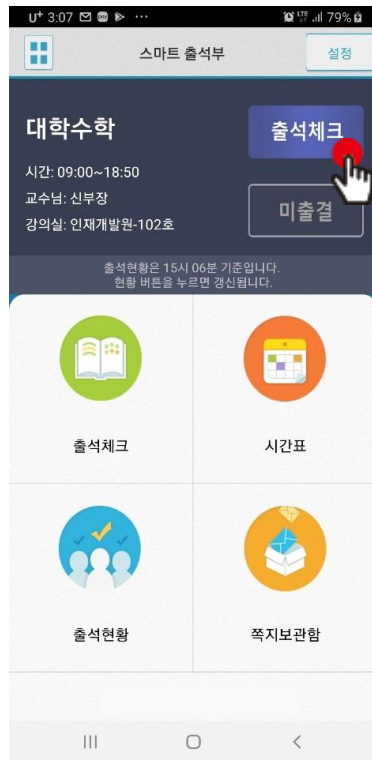 U+ 3:07 ··· LTE 79%
스마트 출석부
설정
대학수학
출석체크
시간: 09:00~18:50
교수님: 신부장
강의실: 인재개발원-102호
미출결
출석현황은 15시 06분 기준입니다.
현황 버튼을 누르면 갱신됩니다.
출석체크
시간표
출석현황
쪽지보관함